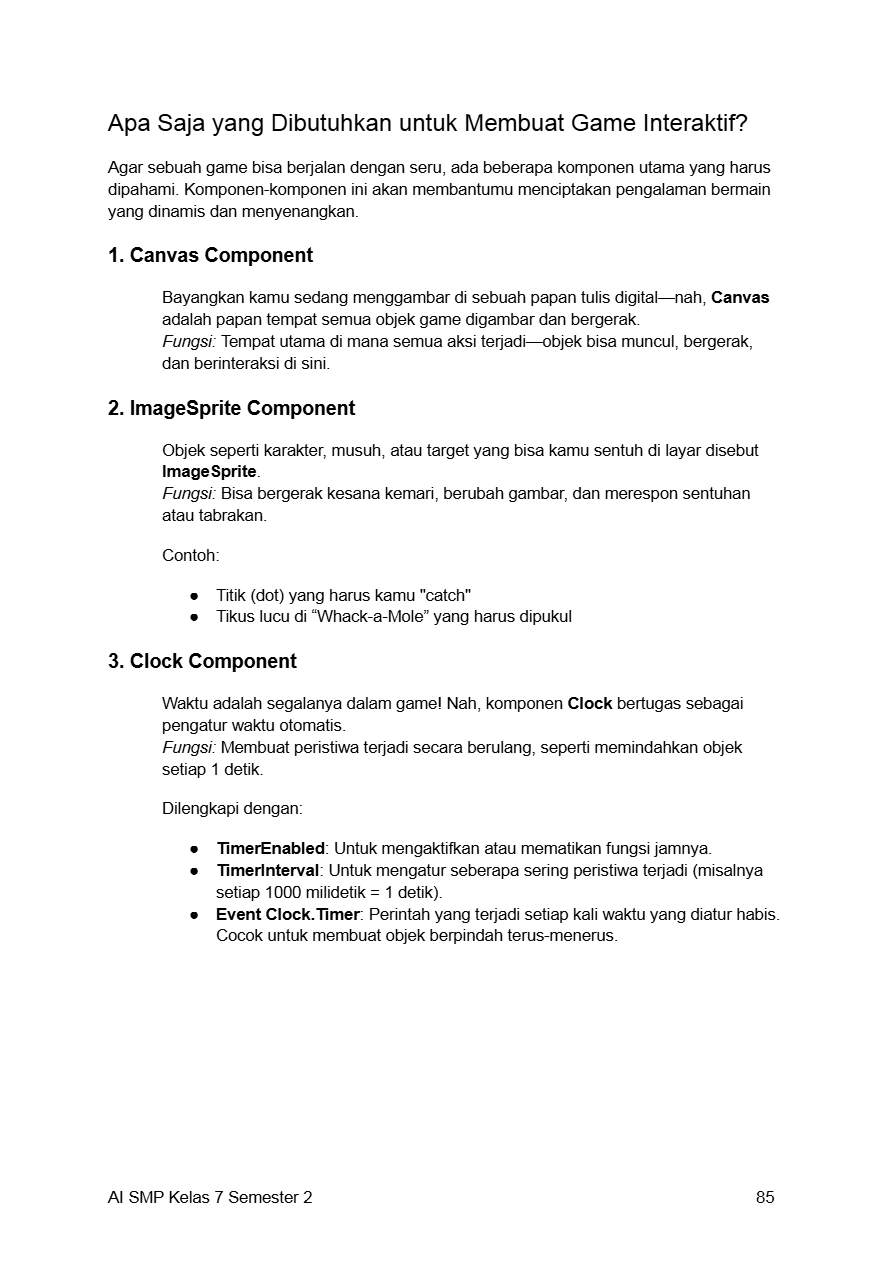 Apa Saja yang Dibutuhkan untuk Membuat Game Interaktif?
Agar sebuah game bisa berjalan dengan seru, ada beberapa komponen utama yang harus
dipahami. Komponen-komponen ini akan membantumu menciptakan pengalaman bermain
yang dinamis dan menyenangkan.
1. Canvas Component
Bayangkan kamu sedang menggambar di sebuah papan tulis digital—nah, Canvas
adalah papan tempat semua objek game digambar dan bergerak.
Fungsi: Tempat utama di mana semua aksi terjadi—objek bisa muncul, bergerak,
dan berinteraksi di sini.
2. ImageSprite Component
Objek seperti karakter, musuh, atau target yang bisa kamu sentuh di layar disebut
ImageSprite.
Fungsi: Bisa bergerak kesana kemari, berubah gambar, dan merespon sentuhan
atau tabrakan.
Contoh:
● Titik (dot) yang harus kamu "catch"
● Tikus lucu di “Whack-a-Mole” yang harus dipukul
3. Clock Component
Waktu adalah segalanya dalam game! Nah, komponen Clock bertugas sebagai
pengatur waktu otomatis.
Fungsi: Membuat peristiwa terjadi secara berulang, seperti memindahkan objek
setiap 1 detik.
Dilengkapi dengan:
● TimerEnabled: Untuk mengaktifkan atau mematikan fungsi jamnya.
● TimerInterval: Untuk mengatur seberapa sering peristiwa terjadi (misalnya
setiap 1000 milidetik = 1 detik).
● Event Clock.Timer: Perintah yang terjadi setiap kali waktu yang diatur habis.
Cocok untuk membuat objek berpindah terus-menerus.
AI SMP Kelas 7 Semester 2 85